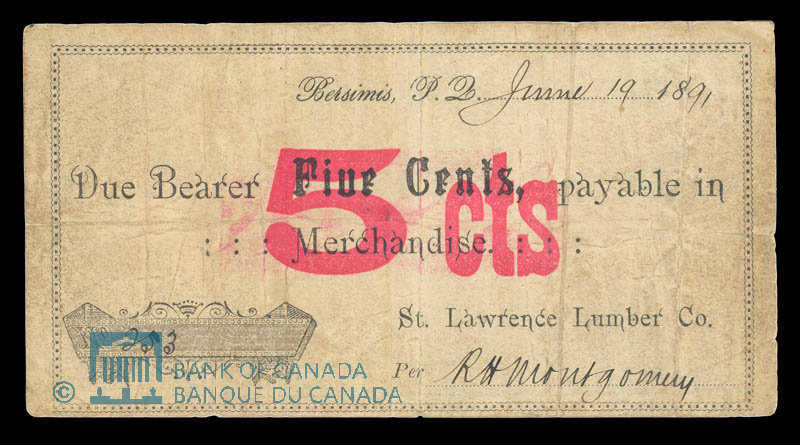 Bersimis, P. Q. June 19 1891
Due Bearer Five Cents, payable in
5 cts
: : : Merchandise. : : : :
St. Lawrence Lumber Co.
253
Per R H Montgomery
© BANK OF CANADA
BANQUE DU CANADA